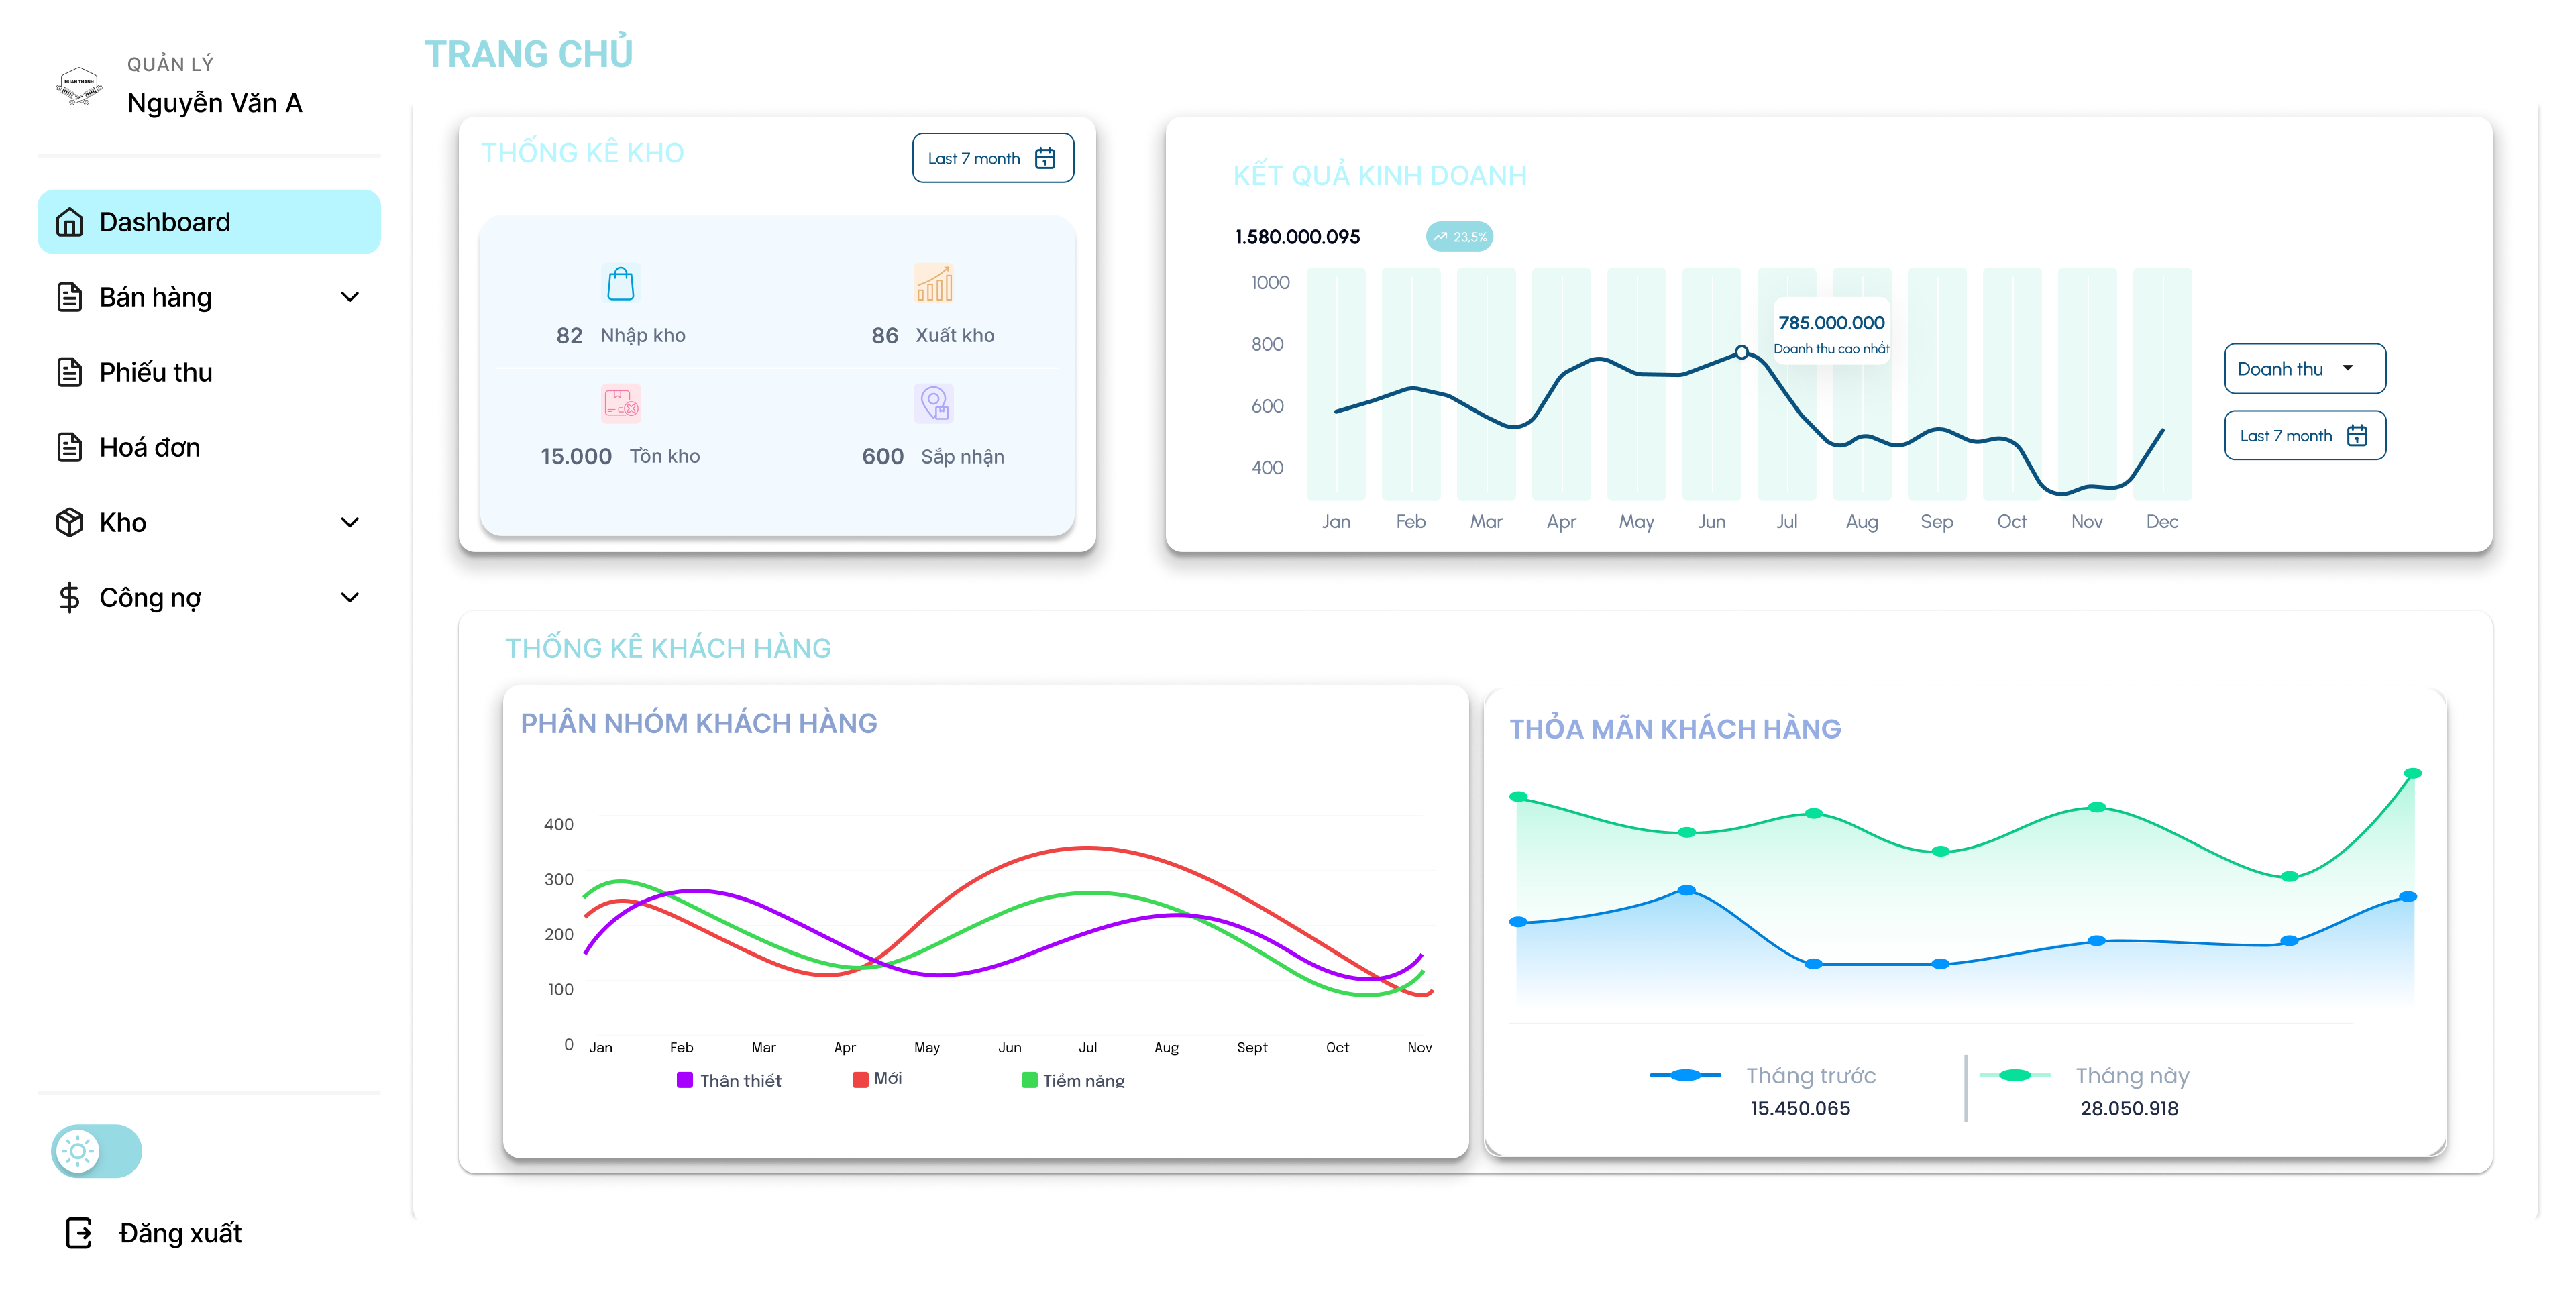 HUAN THANH
QUẢN LÝ
Nguyễn Văn A
Dashboard
Bán hàng
Phiếu thu
Hoá đơn
Kho
Công nợ
Đăng xuất
TRANG CHỦ
THỐNG KÊ KHO
Last 7 month
82 Nhập kho
86 Xuất kho
15.000 Tồn kho
600 Sắp nhận
KẾT QUẢ KINH DOANH
1.580.000.095
23,5%
1000
800
600
400
785.000.000
Doanh thu cao nhất
Jan Feb Mar Apr May Jun Jul Aug Sep Oct Nov Dec
Doanh thu
Last 7 month
THỐNG KÊ KHÁCH HÀNG
PHÂN NHÓM KHÁCH HÀNG
400
300
200
100
0
Jan Feb Mar Apr May Jun Jul Aug Sept Oct Nov
Thân thiết Mới Tiềm năng
THỎA MÃN KHÁCH HÀNG
Tháng trước
15.450.065
Tháng này
28.050.918